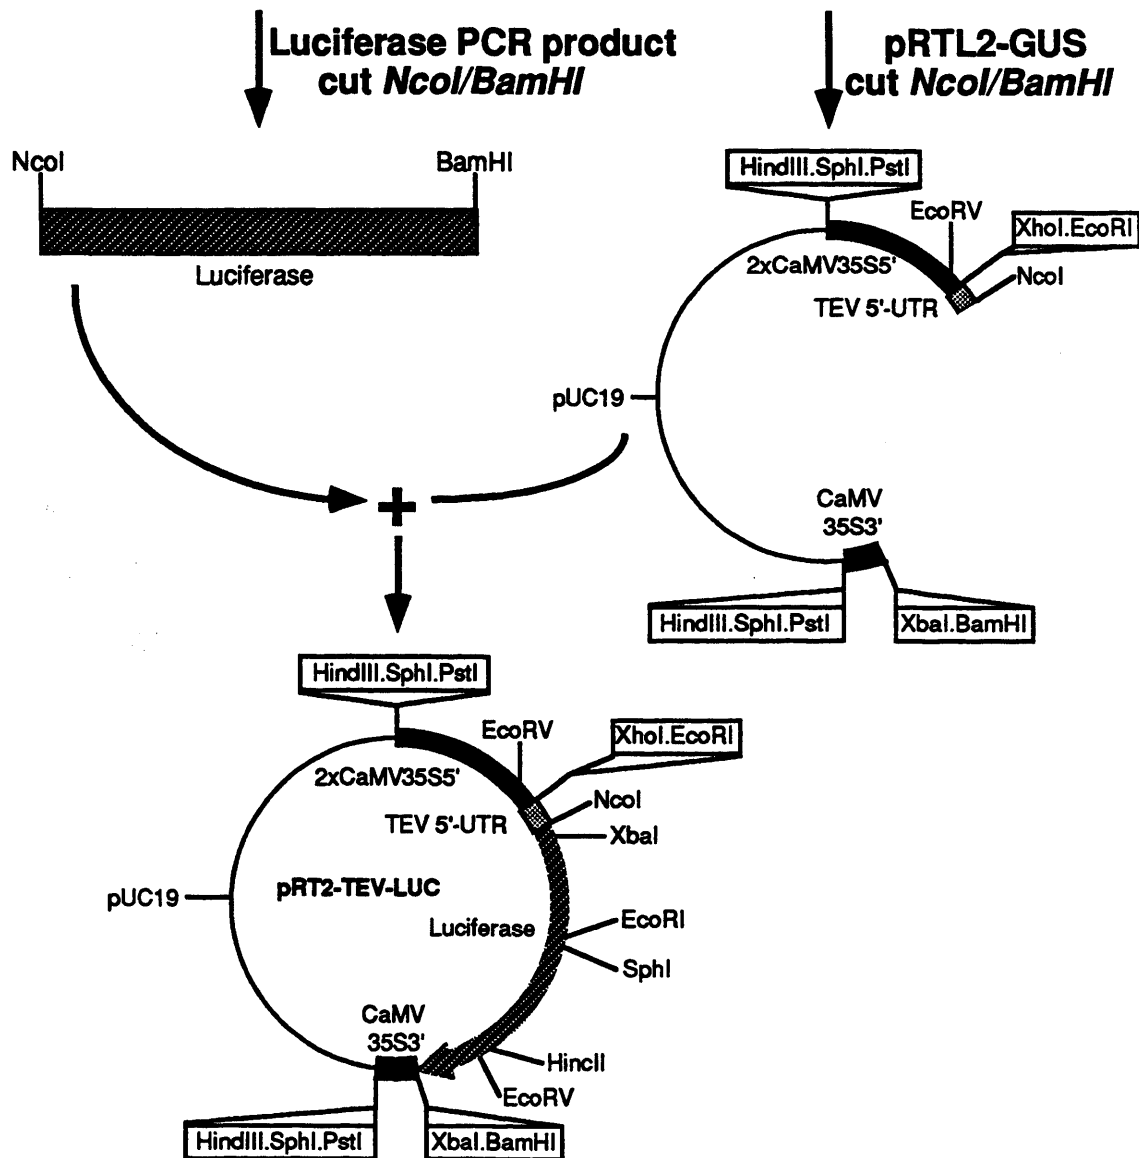 Luciferase PCR product
cut NcoI/BamHI
pRTL2-GUS
cut NcoI/BamHI
NcoI
BamHI
Luciferase
HindIII.SphI.PstI
EcoRV
XhoI.EcoRI
2xCaMV35S5'
NcoI
TEV 5'-UTR
pUC19
+
CaMV
35S3'
HindIII.SphI.PstI
XbaI.BamHI
HindIII.SphI.PstI
EcoRV
XhoI.EcoRI
2xCaMV35S5'
NcoI
TEV 5'-UTR
XbaI
pRT2-TEV-LUC
pUC19
Luciferase
EcoRI
SphI
CaMV
35S3'
HincII
EcoRV
HindIII.SphI.PstI
XbaI.BamHI